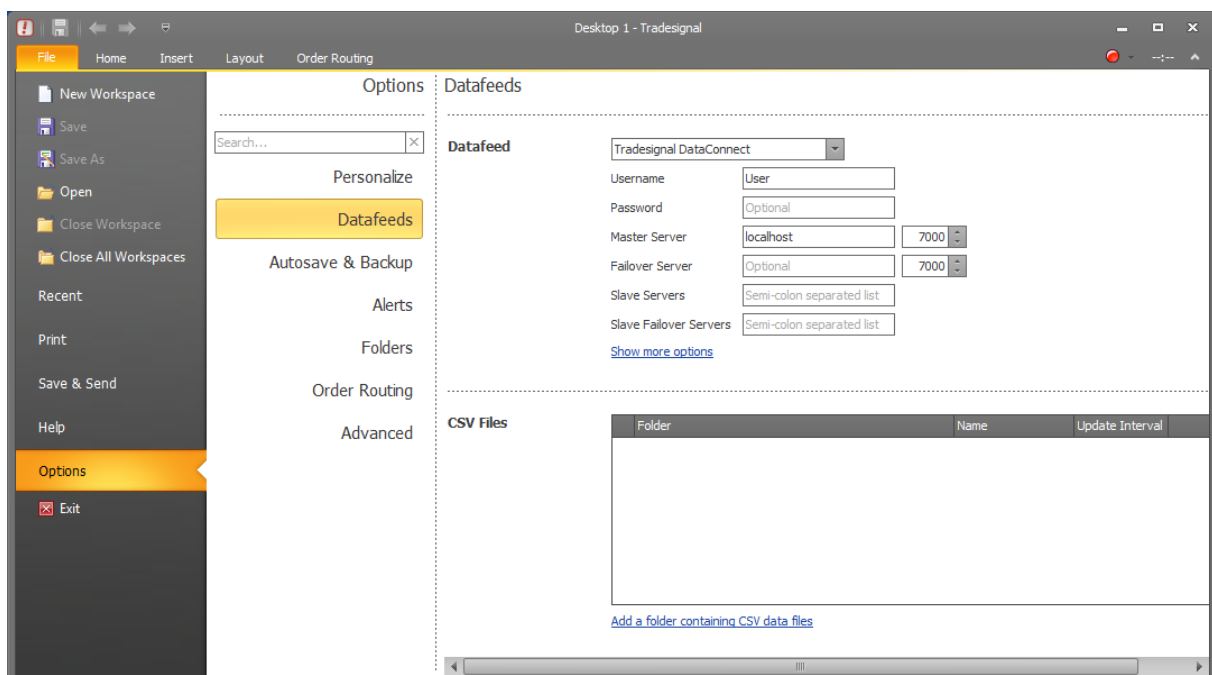 Desktop 1 - Tradesignal
File Home Insert Layout Order Routing --:--
New Workspace
Save
Save As
Open
Close Workspace
Close All Workspaces
Recent
Print
Save & Send
Help
Options
Exit
Options
Search...
Personalize
Datafeeds
Autosave & Backup
Alerts
Folders
Order Routing
Advanced
Datafeeds
Datafeed Tradesignal DataConnect
Username User
Password Optional
Master Server localhost 7000
Failover Server Optional 7000
Slave Servers Semi-colon separated list
Slave Failover Servers Semi-colon separated list
Show more options
CSV Files Folder Name Update Interval
Add a folder containing CSV data files